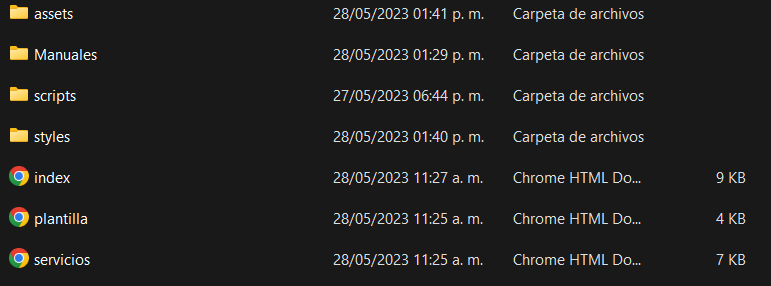 assets 28/05/2023 01:41 p. m. Carpeta de archivos
Manuales 28/05/2023 01:29 p. m. Carpeta de archivos
scripts 27/05/2023 06:44 p. m. Carpeta de archivos
styles 28/05/2023 01:40 p. m. Carpeta de archivos
index 28/05/2023 11:27 a. m. Chrome HTML Do... 9 KB
plantilla 28/05/2023 11:25 a. m. Chrome HTML Do... 4 KB
servicios 28/05/2023 11:25 a. m. Chrome HTML Do... 7 KB